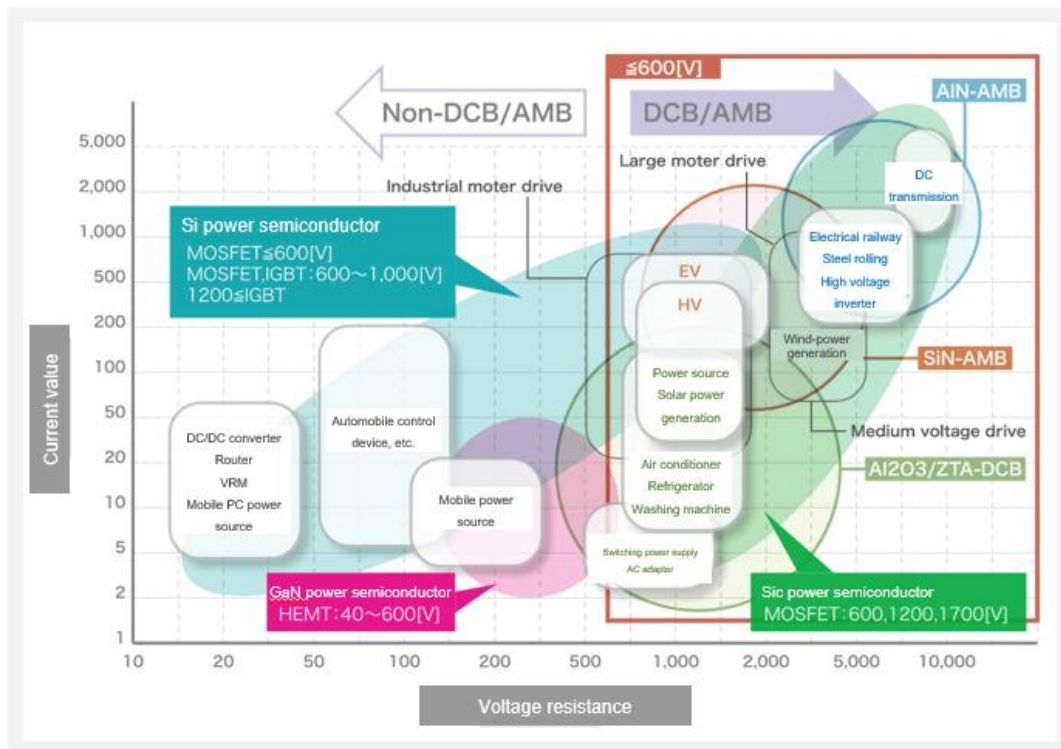 ≦600[V]
Non-DCB/AMB
DCB/AMB
AlN-AMB
5,000
2,000
1,000
500
200
100
50
20
10
5
2
1
Current value
Industrial moter drive
Large moter drive
DC
transmission
Si power semiconductor
MOSFET≦600[V]
MOSFET,IGBT:600～1,000[V]
1200≦IGBT
EV
HV
Electrical railway
Steel rolling
High voltage
inverter
Wind-power
generation
SiN-AMB
Power source
Solar power
generation
Medium voltage drive
Automobile control
device, etc.
DC/DC converter
Router
VRM
Mobile PC power
source
Mobile power
source
Air conditioner
Refrigerator
Washing machine
Al2O3/ZTA-DCB
Switching power supply
AC adaptor
GaN power semiconductor
HEMT:40～600[V]
Sic power semiconductor
MOSFET:600,1200,1700[V]
10
20
50
100
200
500
1,000
2,000
5,000
10,000
Voltage resistance